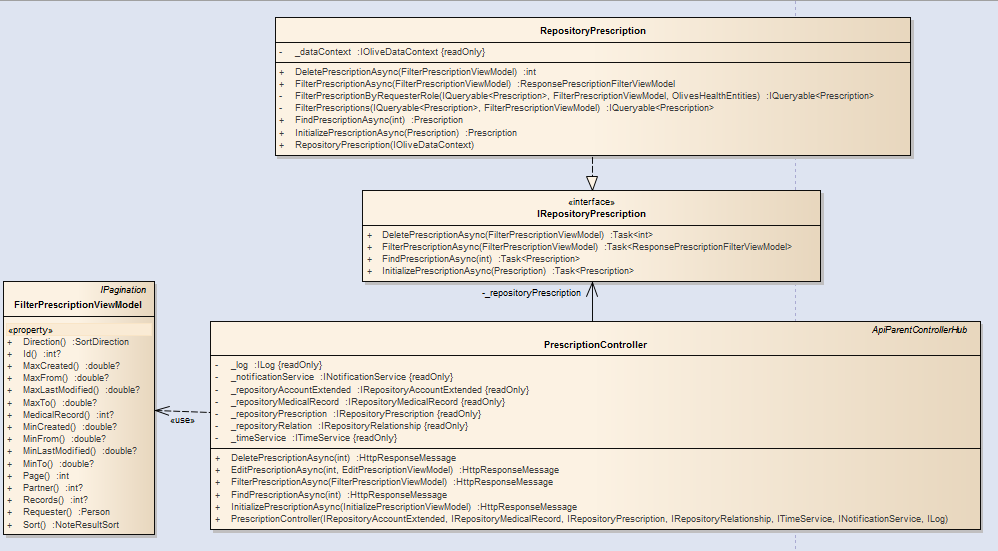 RepositoryPrescription
- _dataContext :IOliveDataContext {readOnly}
+ DeletePrescriptionAsync(FilterPrescriptionViewModel) :int
+ FilterPrescriptionAsync(FilterPrescriptionViewModel) :ResponsePrescriptionFilterViewModel
- FilterPrescriptionByRequesterRole(IQueryable<Prescription>, FilterPrescriptionViewModel, OlivesHealthEntities) :IQueryable<Prescription>
- FilterPrescriptions(IQueryable<Prescription>, FilterPrescriptionViewModel) :IQueryable<Prescription>
+ FindPrescriptionAsync(int) :Prescription
+ InitializePrescriptionAsync(Prescription) :Prescription
+ RepositoryPrescription(IOliveDataContext)
«interface»
IRepositoryPrescription
+ DeletePrescriptionAsync(FilterPrescriptionViewModel) :Task<int>
+ FilterPrescriptionAsync(FilterPrescriptionViewModel) :Task<ResponsePrescriptionFilterViewModel>
+ FindPrescriptionAsync(int) :Task<Prescription>
+ InitializePrescriptionAsync(Prescription) :Task<Prescription>
-_repositoryPrescription
IPagination
FilterPrescriptionViewModel
«property»
+ Direction() :SortDirection
+ Id() :int?
+ MaxCreated() :double?
+ MaxFrom() :double?
+ MaxLastModified() :double?
+ MaxTo() :double?
+ MedicalRecord() :int?
+ MinCreated() :double?
+ MinFrom() :double?
+ MinLastModified() :double?
+ MinTo() :double?
+ Page() :int
+ Partner() :int?
+ Records() :int?
+ Requester() :Person
+ Sort() :NoteResultSort
«use»
ApiParentControllerHub
PrescriptionController
- _log :ILog {readOnly}
- _notificationService :INotificationService {readOnly}
- _repositoryAccountExtended :IRepositoryAccountExtended {readOnly}
- _repositoryMedicalRecord :IRepositoryMedicalRecord {readOnly}
- _repositoryPrescription :IRepositoryPrescription {readOnly}
- _repositoryRelation :IRepositoryRelationship {readOnly}
- _timeService :ITimeService {readOnly}
+ DeletePrescriptionAsync(int) :HttpResponseMessage
+ EditPrescriptionAsync(int, EditPrescriptionViewModel) :HttpResponseMessage
+ FilterPrescriptionAsync(FilterPrescriptionViewModel) :HttpResponseMessage
+ FindPrescriptionAsync(int) :HttpResponseMessage
+ InitializePrescriptionAsync(InitializePrescriptionViewModel) :HttpResponseMessage
+ PrescriptionController(IRepositoryAccountExtended, IRepositoryMedicalRecord, IRepositoryPrescription, IRepositoryRelationship, ITimeService, INotificationService, ILog)